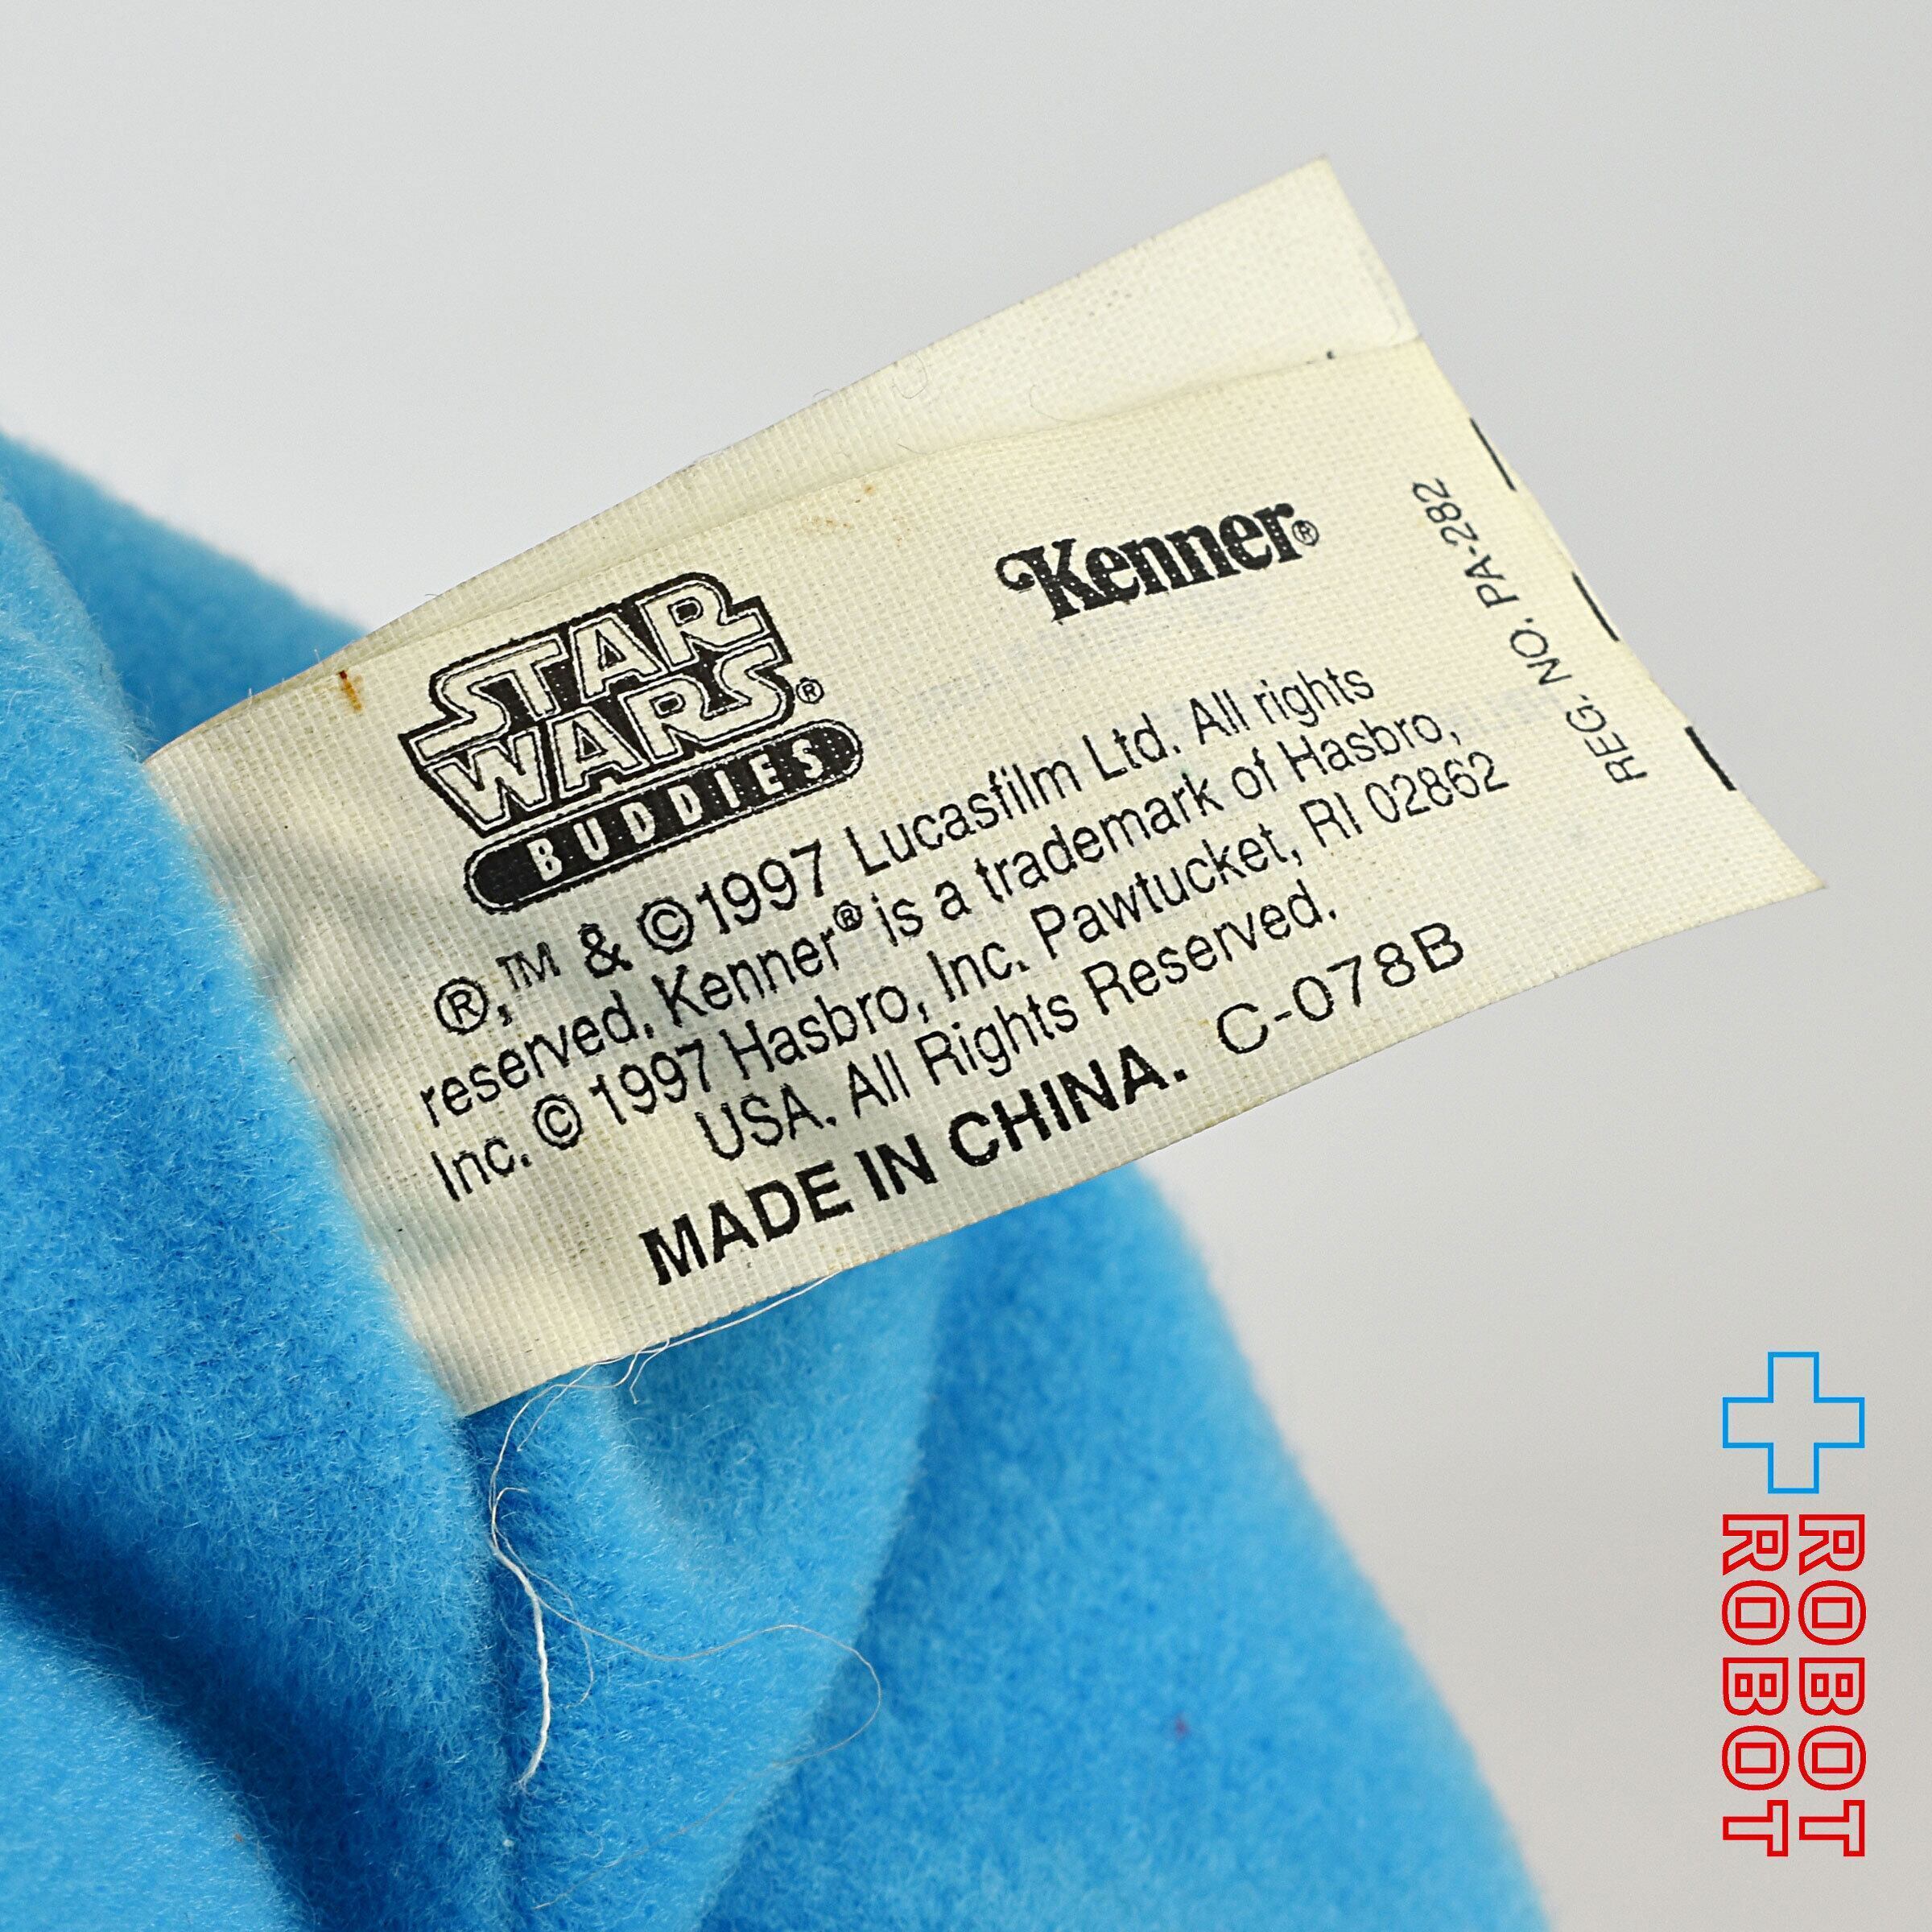 STAR
WARS®
BUDDIES
Kenner®
®,™ & ©1997 Lucasfilm Ltd. All rights
reserved. Kenner® is a trademark of Hasbro,
Inc. © 1997 Hasbro, Inc. Pawtucket, RI 02862
USA. All Rights Reserved.
MADE IN CHINA. C-078B
REG. NO. PA-282
ROBOT
ROBOT